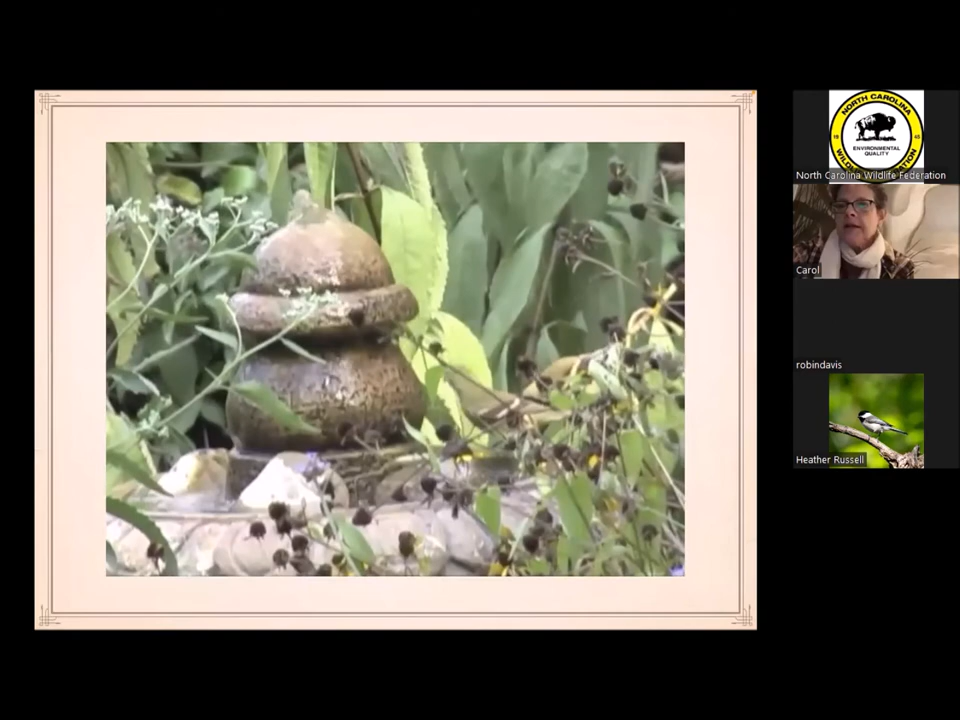 NORTH CAROLINA
ENVIRONMENTAL
QUALITY
North Carolina Wildlife Federation
Carol
robindavis
Heather Russell